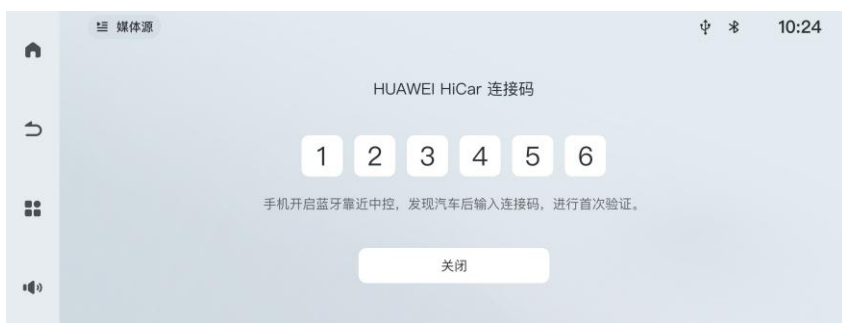 媒体源
10:24
HUAWEI HiCar 连接码
1 2 3 4 5 6
手机开启蓝牙靠近中控，发现汽车后输入连接码，进行首次验证。
关闭